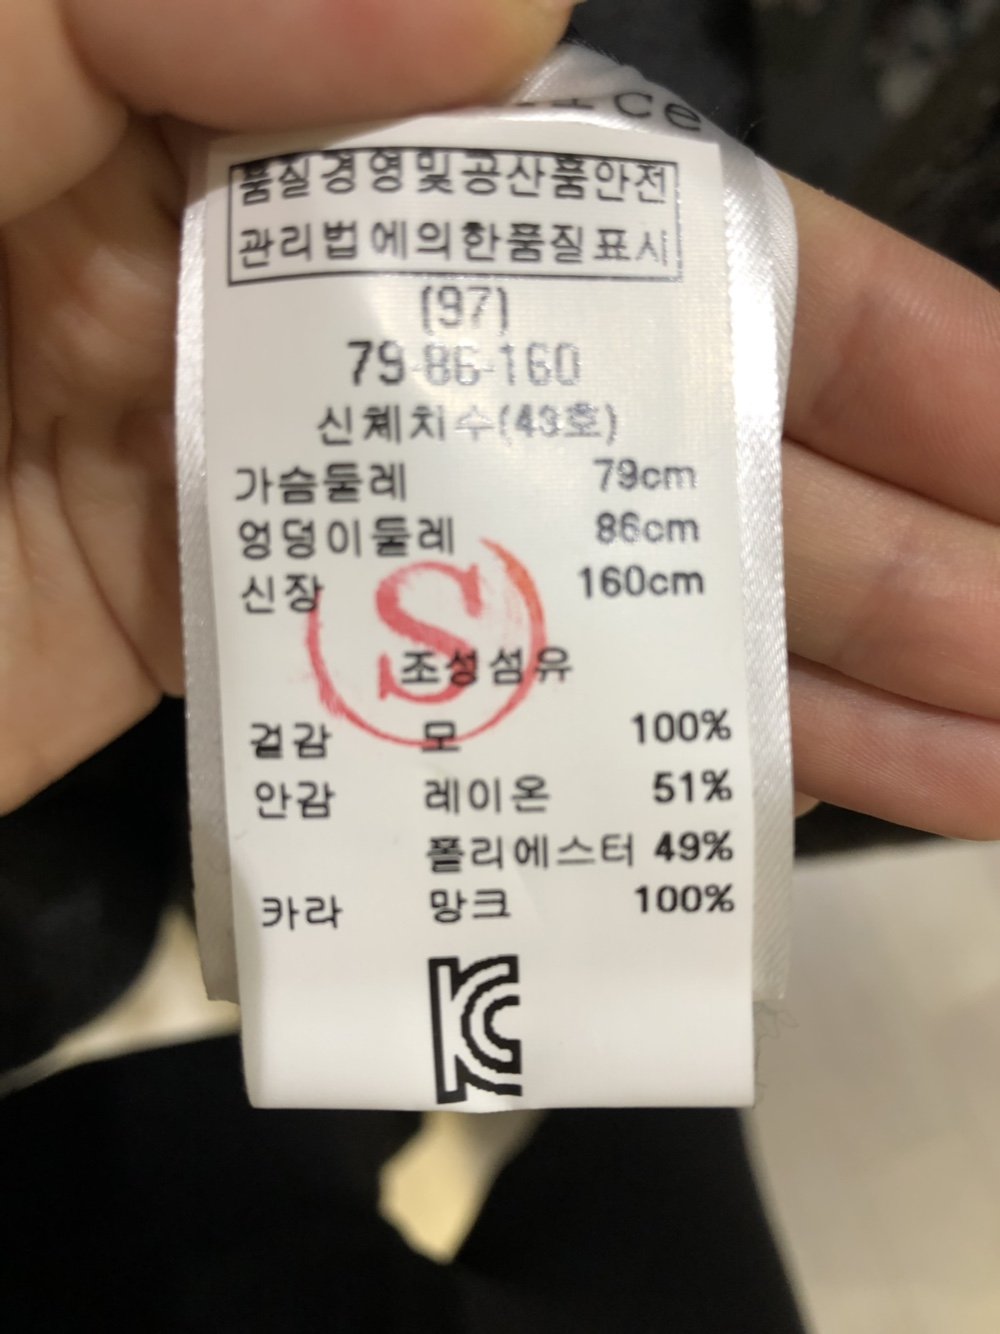 ce
품질경영및공산품안전
관리법에의한품질표시
(97)
79-86-160
신체치수(43호)
가슴둘레 79cm
엉덩이둘레 86cm
신장 160cm
S
조성섬유
겉감 모 100%
안감 레이온 51%
폴리에스터 49%
카라 망크 100%
KC